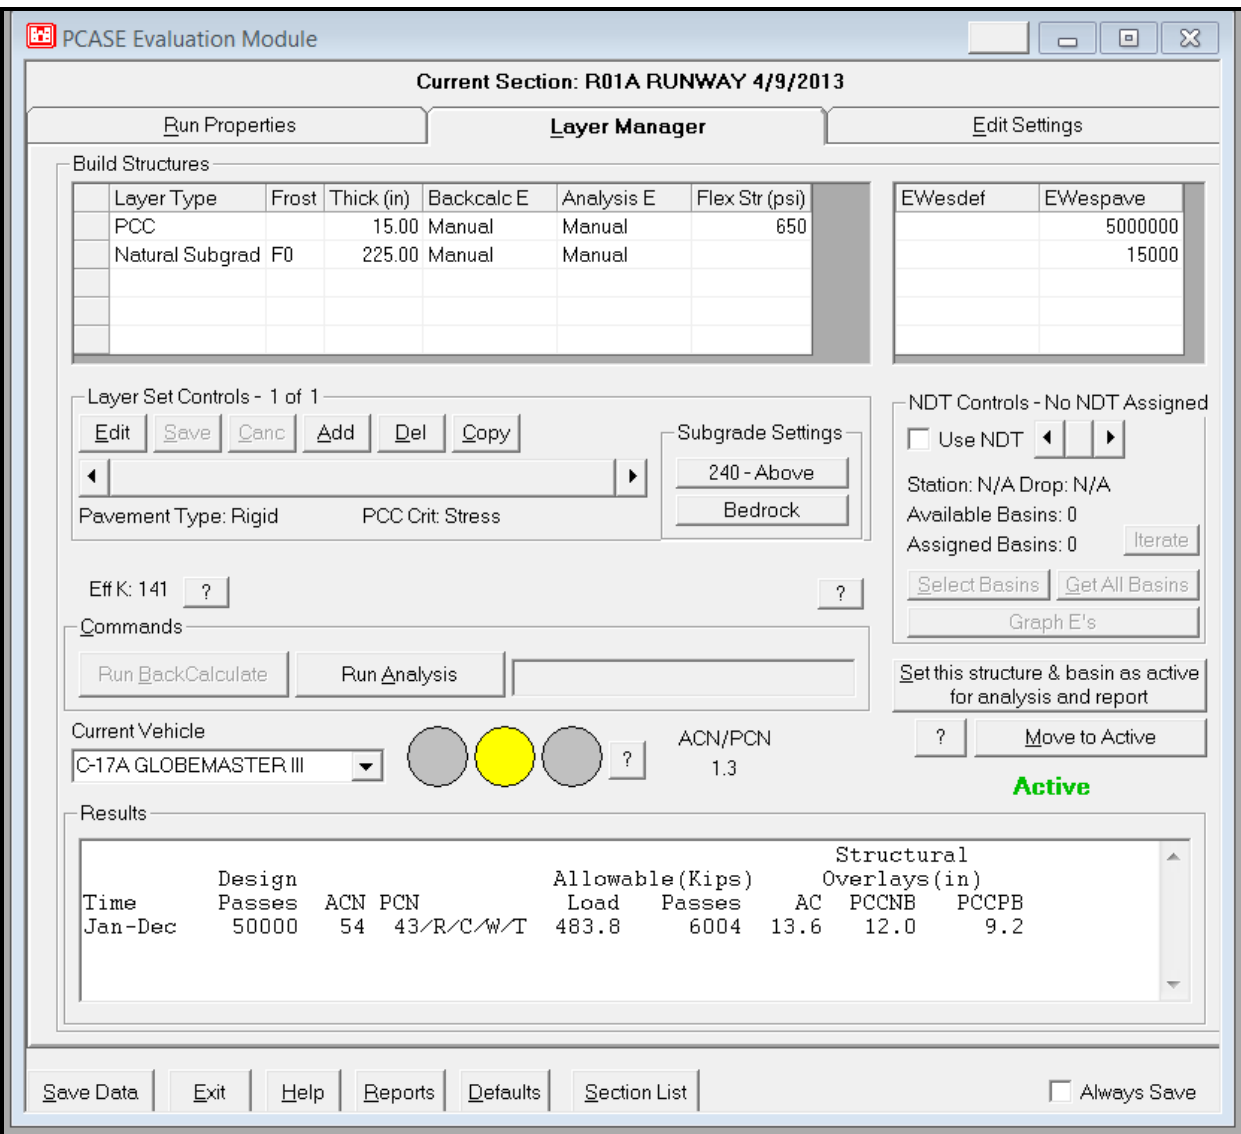 PCASE Evaluation Module
Current Section: R01A RUNWAY 4/9/2013
Run Properties Layer Manager Edit Settings
Build Structures
Layer Type Frost Thick (in) Backcalc E Analysis E Flex Str (psi) EWesdef EWespave
PCC 15.00 Manual Manual 650 5000000
Natural Subgrad F0 225.00 Manual Manual 15000
Layer Set Controls - 1 of 1
Edit Save Canc Add Del Copy
Pavement Type: Rigid PCC Crit: Stress
Subgrade Settings
240 - Above
Bedrock
NDT Controls - No NDT Assigned
Use NDT
Station: N/A Drop: N/A
Available Basins: 0
Assigned Basins: 0 Iterate
Select Basins Get All Basins
Graph E's
Eff K: 141 ? ?
Commands
Run BackCalculate Run Analysis
Set this structure & basin as active
for analysis and report
? Move to Active
Active
Current Vehicle
C-17A GLOBEMASTER III
?
ACN/PCN
1.3
Results
Structural
Design Allowable(Kips) Overlays(in)
Time Passes ACN PCN Load Passes AC PCCNB PCCPB
Jan-Dec 50000 54 43/R/C/W/T 483.8 6004 13.6 12.0 9.2
Save Data Exit Help Reports Defaults Section List Always Save